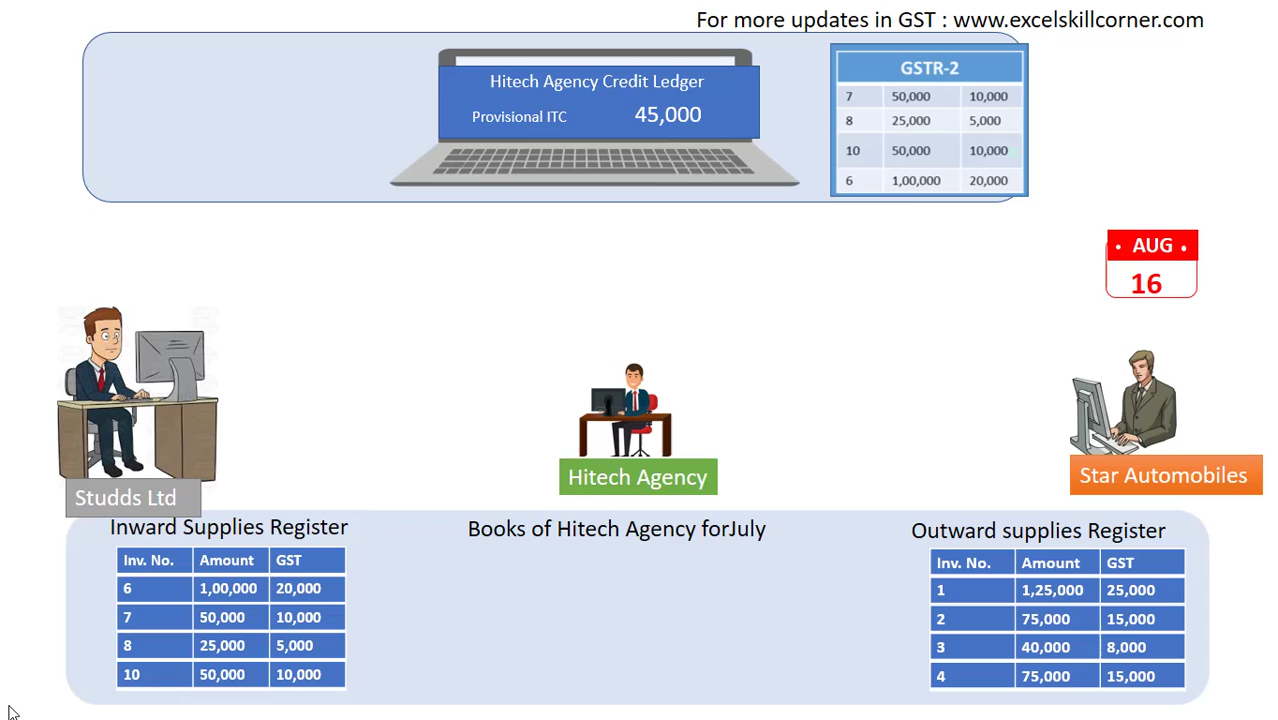 For more updates in GST : www.excelskillcorner.com
Hitech Agency Credit Ledger
Provisional ITC 45,000
GSTR-2
7 50,000 10,000
8 25,000 5,000
10 50,000 10,000
6 1,00,000 20,000
AUG
16
Studds Ltd
Hitech Agency
Star Automobiles
Inward Supplies Register
Inv. No. Amount GST
6 1,00,000 20,000
7 50,000 10,000
8 25,000 5,000
10 50,000 10,000
Books of Hitech Agency forJuly
Outward supplies Register
Inv. No. Amount GST
1 1,25,000 25,000
2 75,000 15,000
3 40,000 8,000
4 75,000 15,000